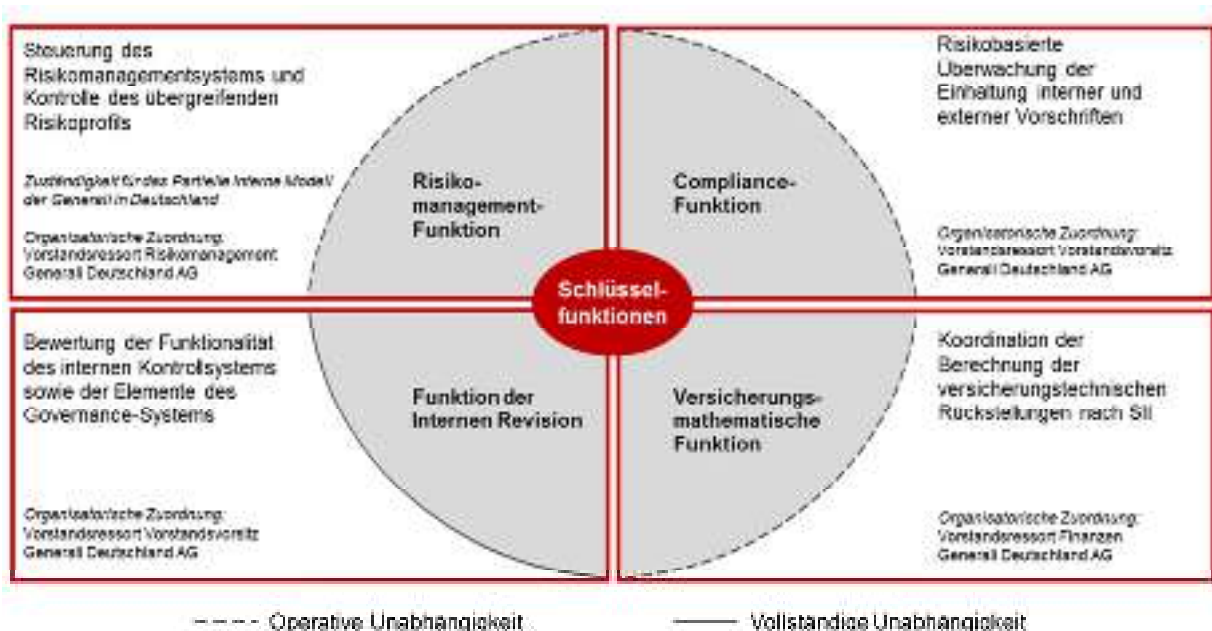 Steuerung des
Risikomanagementsystems und
Kontrolle des übergreifenden
Risikoprofils
Zuständigkeit für das Partielle Interne Modell
der Generali in Deutschland
Organisatorische Zuordnung:
Vorstandsressort Risikomanagement
Generali Deutschland AG
Risiko-
management-
Funktion
Compliance-
Funktion
Risikobasierte
Überwachung der
Einhaltung interner und
externer Vorschriften
Organisatorische Zuordnung:
Vorstandsressort Vorstandsvorsitz
Generali Deutschland AG
Schlüssel-
funktionen
Bewertung der Funktionalität
des internen Kontrollsystems
sowie der Elemente des
Governance-Systems
Organisatorische Zuordnung:
Vorstandsressort Vorstandsvorsitz
Generali Deutschland AG
Funktion der
Internen Revision
Versicherungs-
mathematische
Funktion
Koordination der
Berechnung der
versicherungstechnischen
Rückstellungen nach SII
Organisatorische Zuordnung:
Vorstandsressort Finanzen
Generali Deutschland AG
Operative Unabhängigkeit
Vollständige Unabhängigkeit